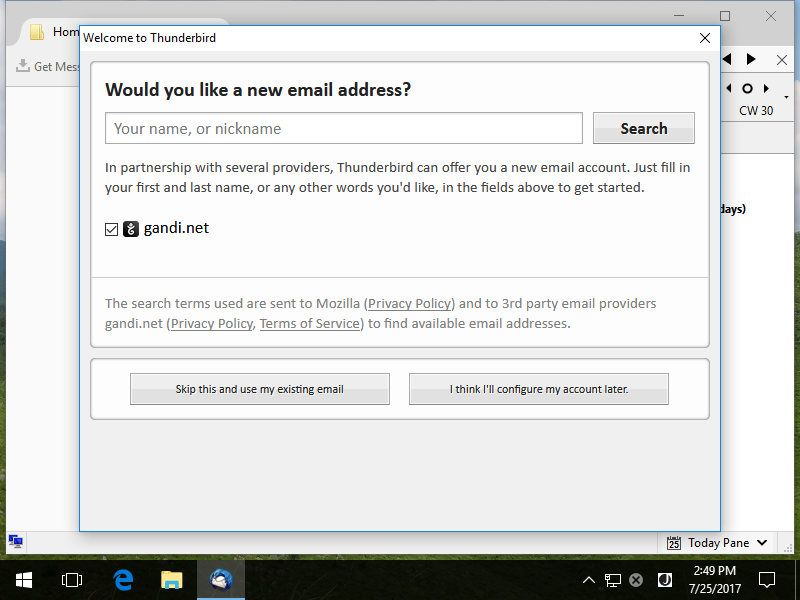 Home
Welcome to Thunderbird
Get Mess
Would you like a new email address?
Your name, or nickname
Search
In partnership with several providers, Thunderbird can offer you a new email account. Just fill in
your first and last name, or any other words you'd like, in the fields above to get started.
gandi.net
The search terms used are sent to Mozilla (Privacy Policy) and to 3rd party email providers
gandi.net (Privacy Policy, Terms of Service) to find available email addresses.
Skip this and use my existing email
I think I'll configure my account later.
CW 30
days)
25
Today Pane
2:49 PM
7/25/2017